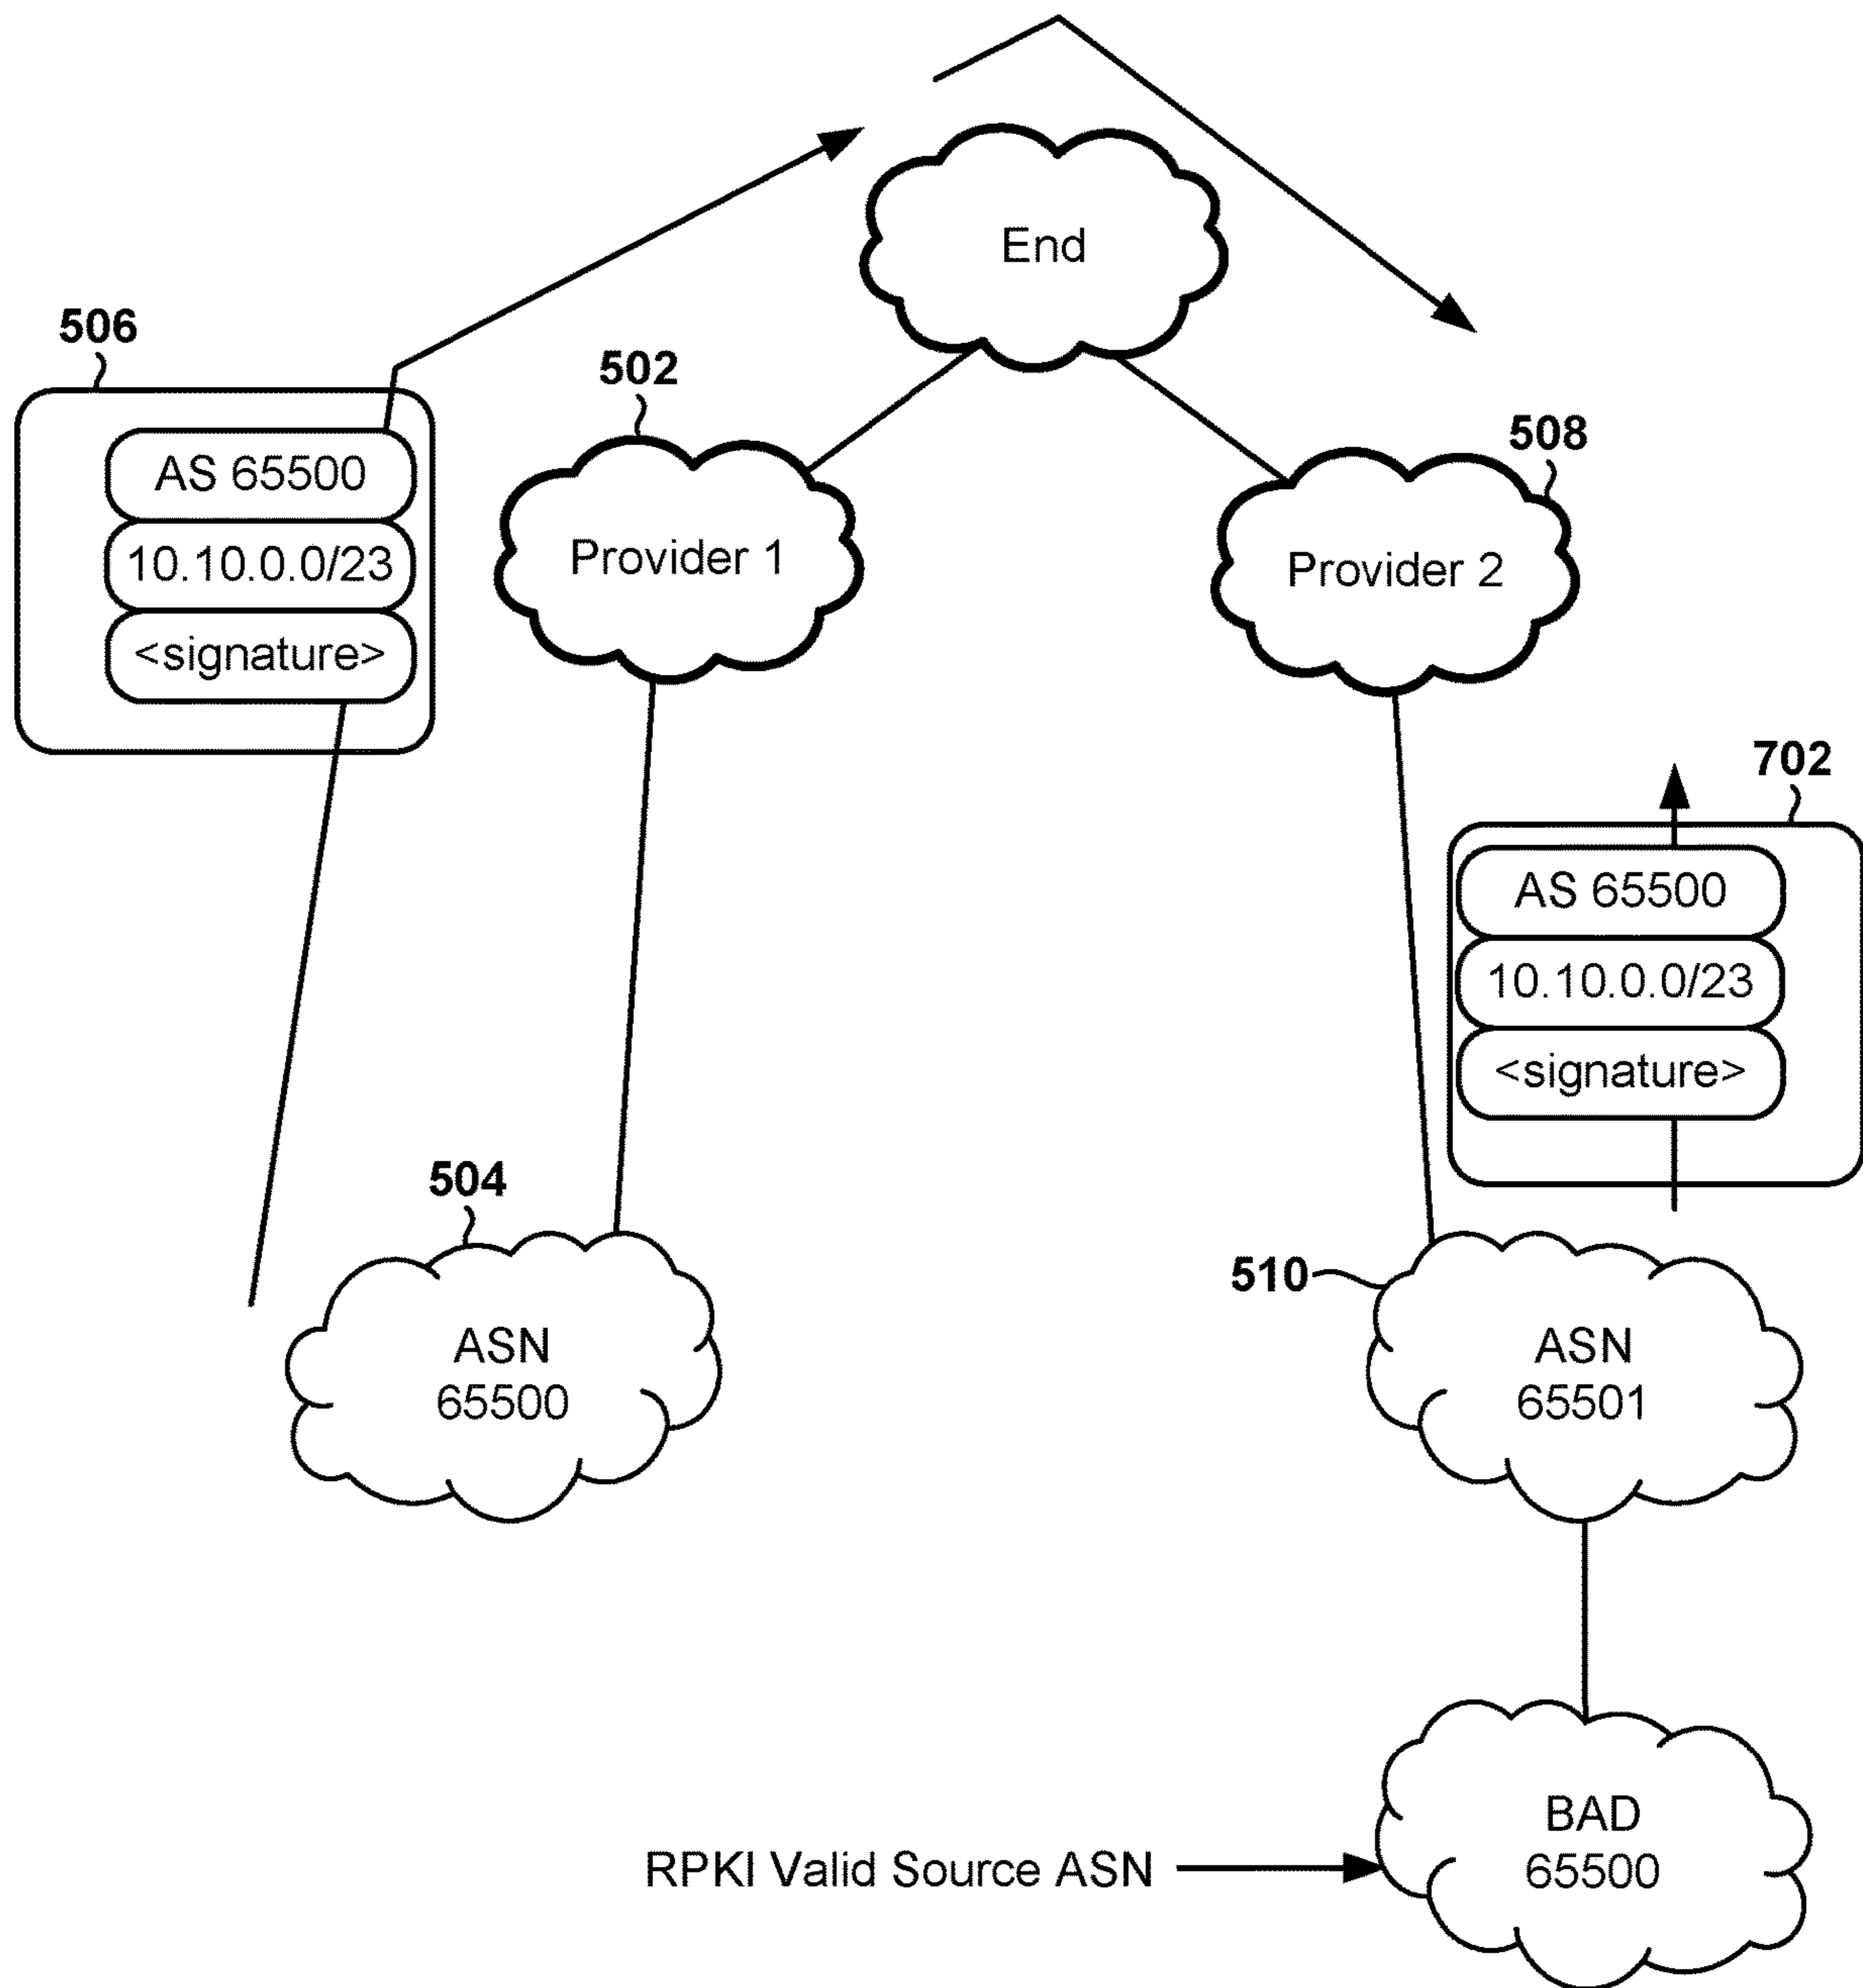 End
506
502
508
AS 65500
10.10.0.0/23
<signature>
Provider 1
Provider 2
702
AS 65500
10.10.0.0/23
<signature>
504
510
ASN
65500
ASN
65501
BAD
65500
RPKI Valid Source ASN